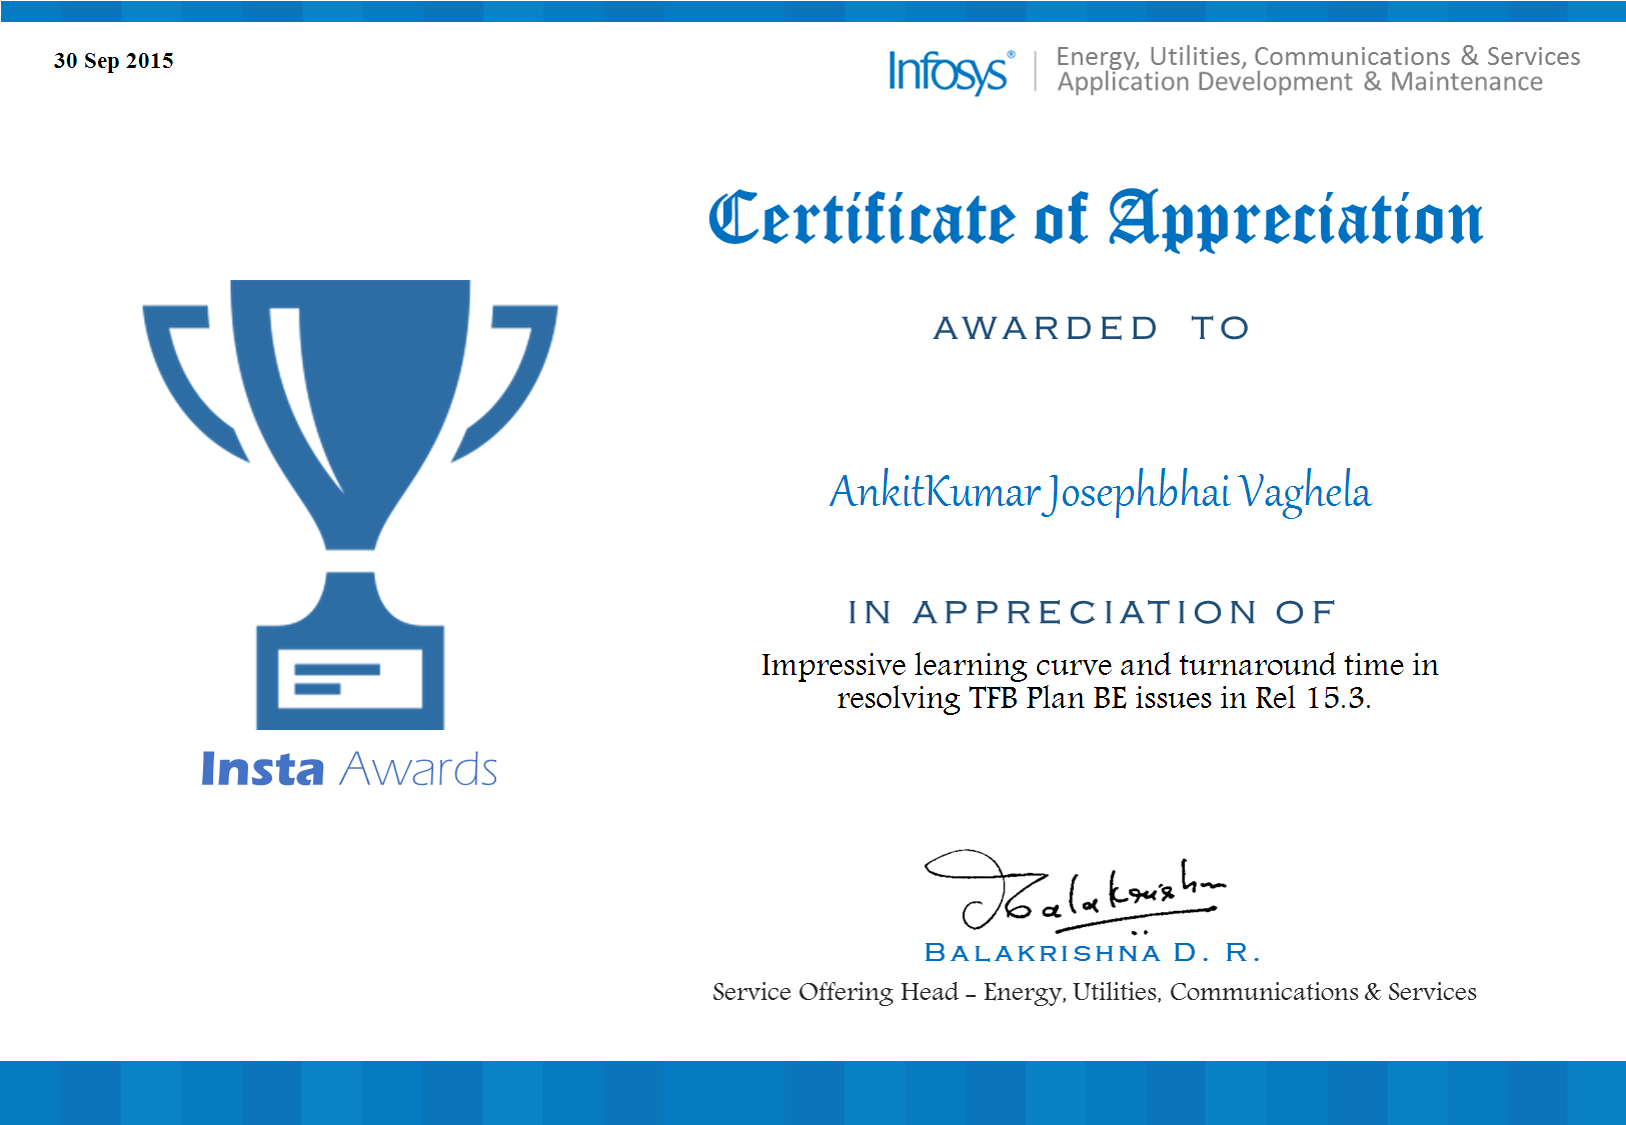 30 Sep 2015
Infosys® | Energy, Utilities, Communications & Services
Application Development & Maintenance
Certificate of Appreciation
AWARDED TO
AnkitKumar Josephbhai Vaghela
IN APPRECIATION OF
Impressive learning curve and turnaround time in
resolving TFB Plan BE issues in Rel 15.3.
Insta Awards
Balakrishna
BALAKRISHNA D. R.
Service Offering Head – Energy, Utilities, Communications & Services